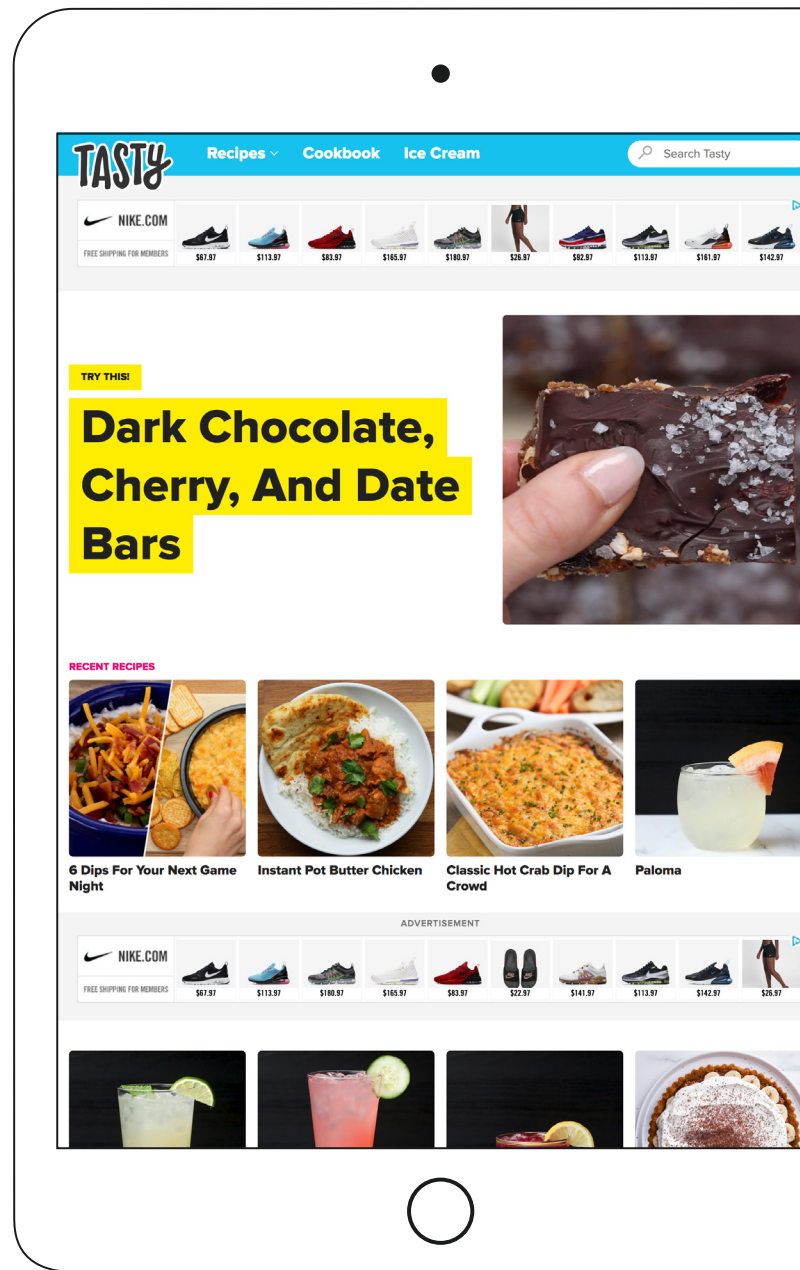 TASTY
Recipes Cookbook Ice Cream
Search Tasty
NIKE.COM
FREE SHIPPING FOR MEMBERS
$67.97 $113.97 $83.97 $165.97 $180.97 $26.97 $92.97 $113.97 $161.97 $142.97
TRY THIS!
Dark Chocolate,
Cherry, And Date
Bars
RECENT RECIPES
6 Dips For Your Next Game
Night
Instant Pot Butter Chicken
Classic Hot Crab Dip For A
Crowd
Paloma
ADVERTISEMENT
NIKE.COM
FREE SHIPPING FOR MEMBERS
$67.97 $113.97 $180.97 $165.97 $83.97 $22.97 $141.97 $113.97 $142.97 $26.97